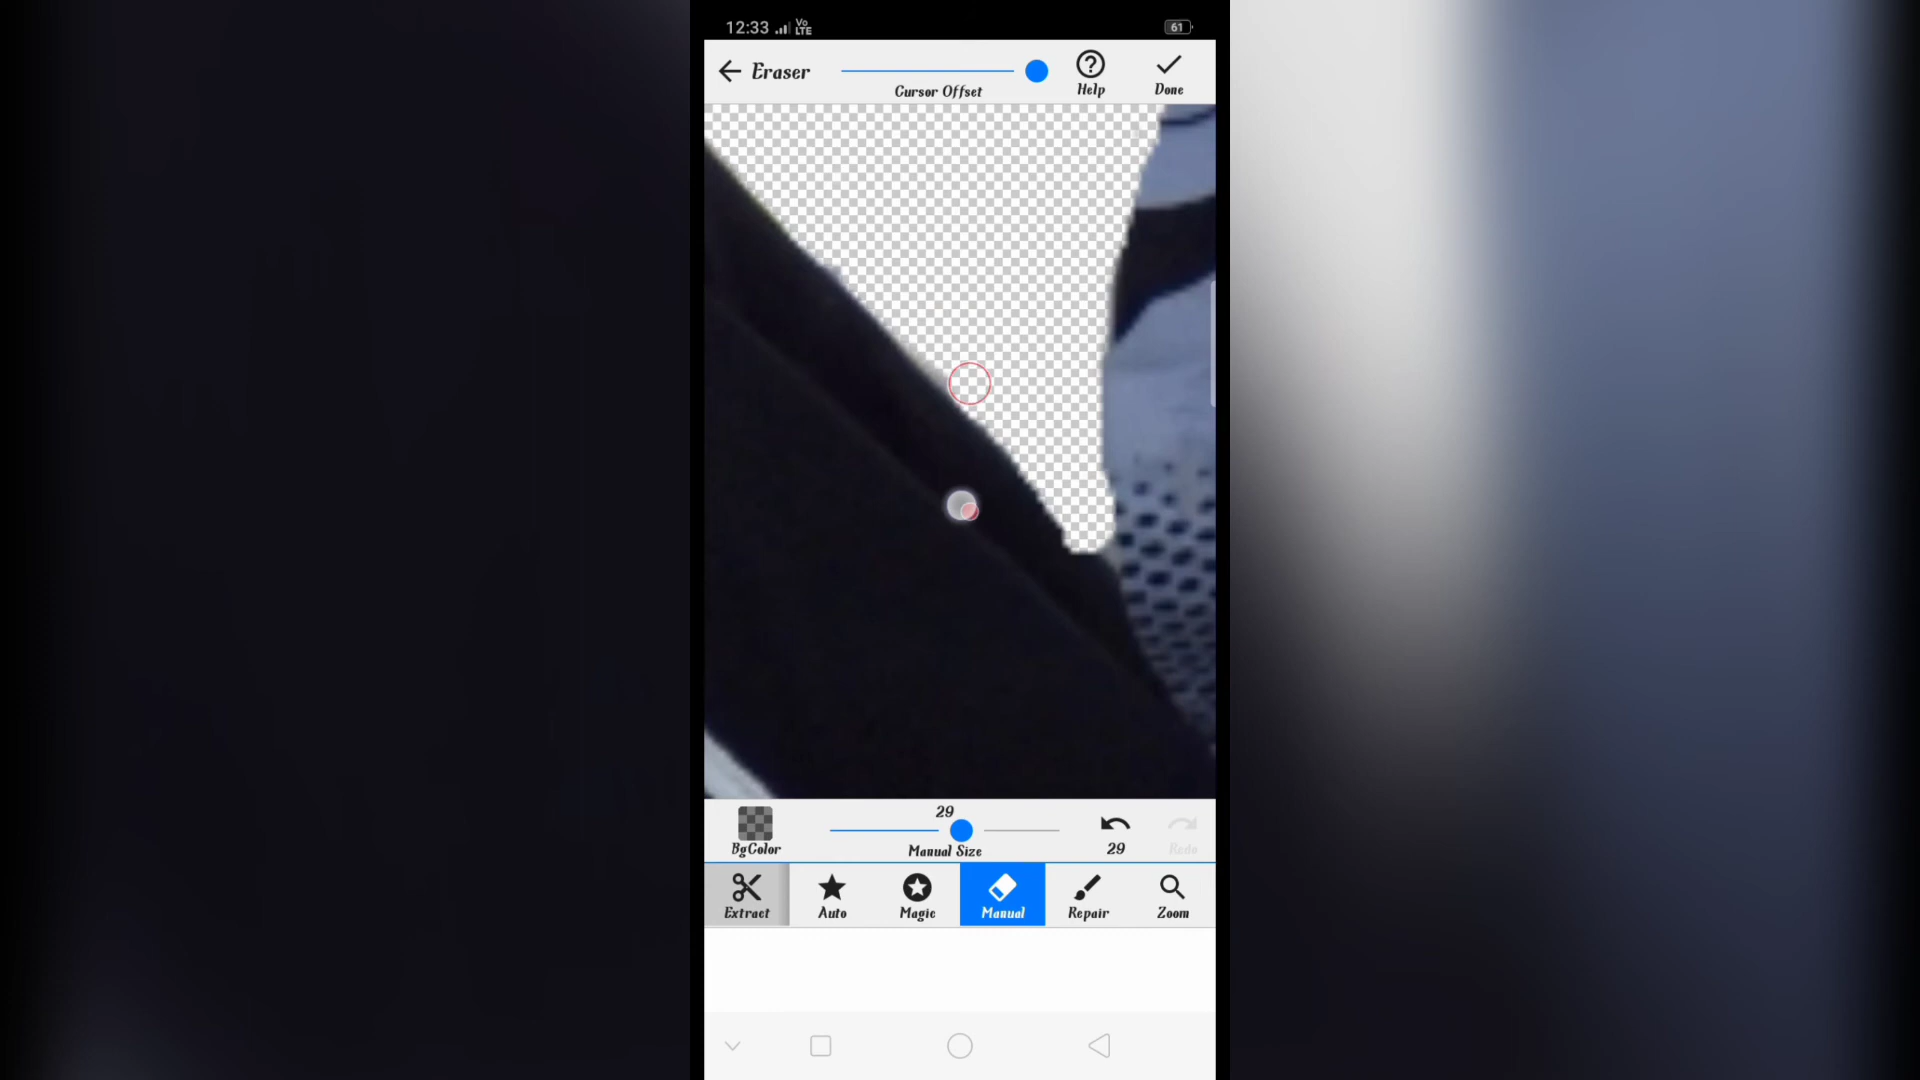 12:33 Vo LTE 61
Eraser
Cursor Offset
Help
Done
29
BgColor
Manual Size
29
Redo
Extract
Auto
Magic
Manual
Repair
Zoom